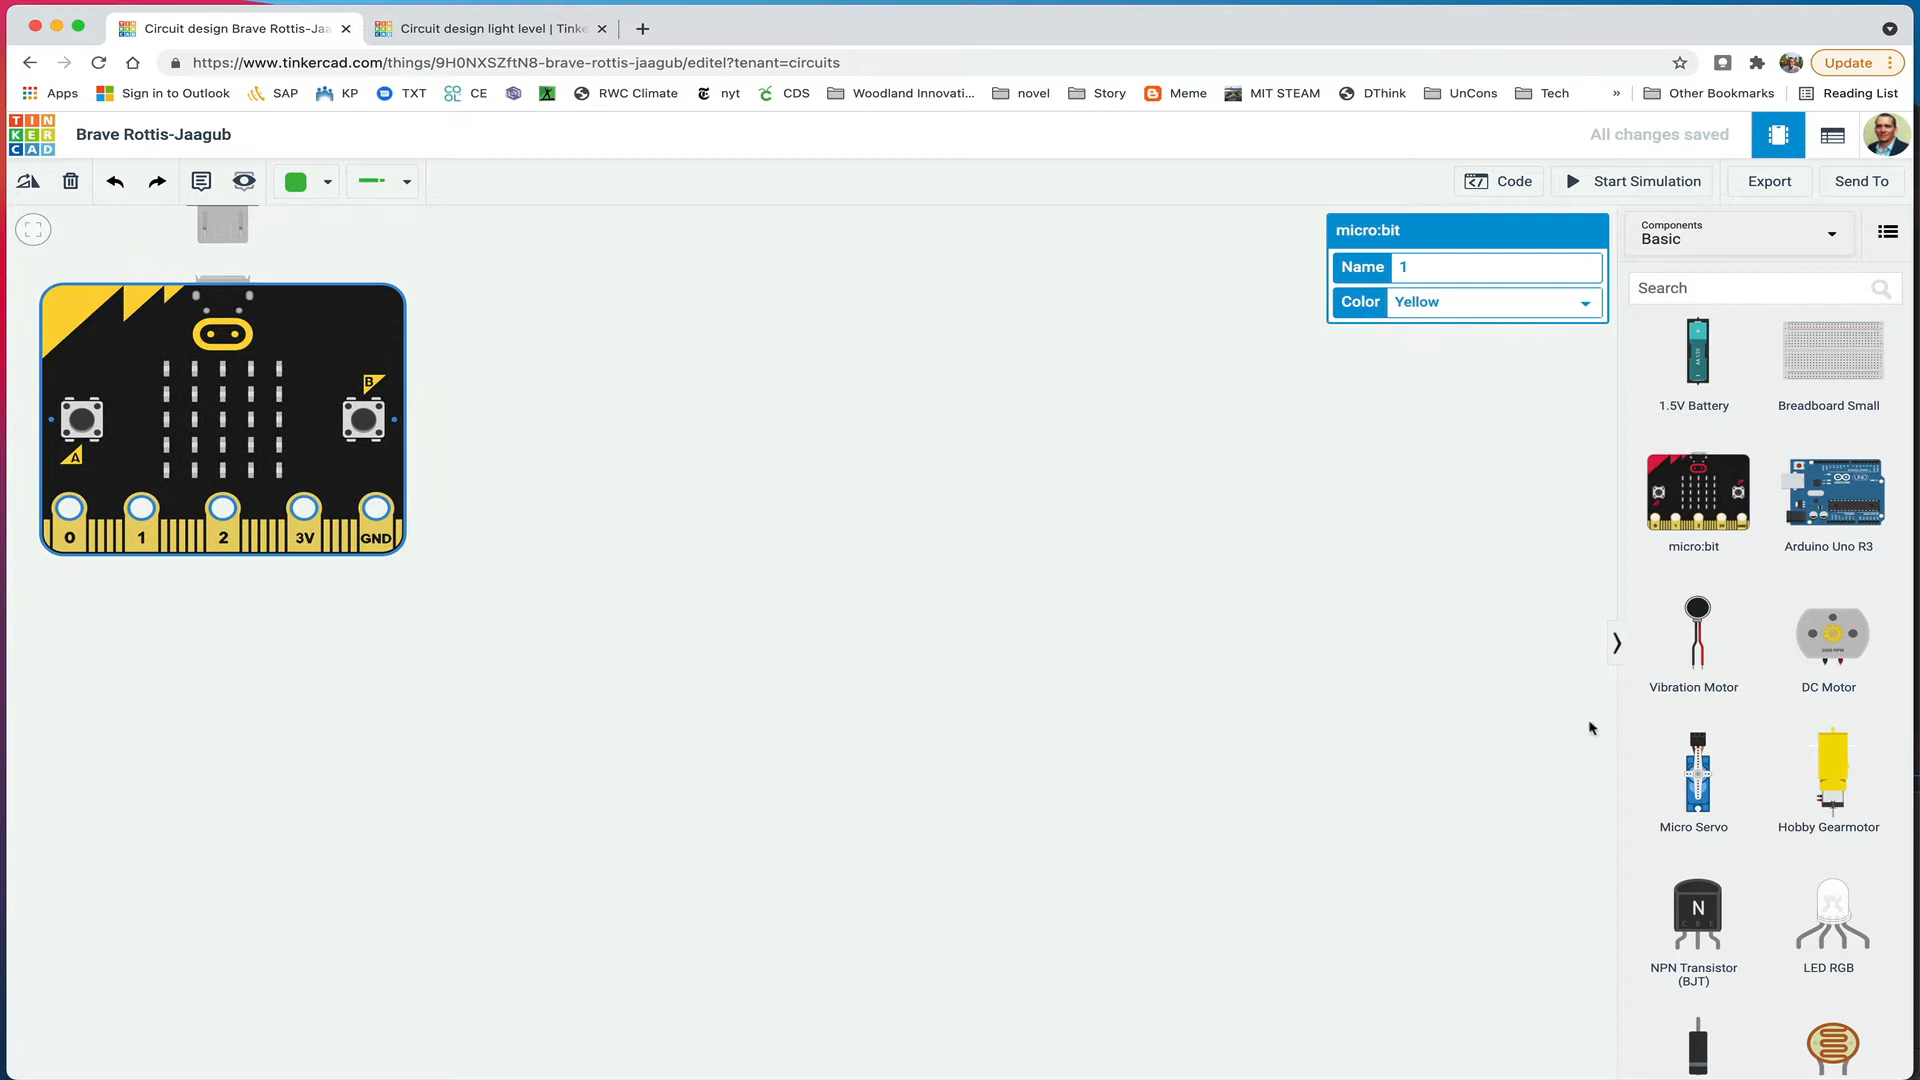 Circuit design Brave Rottis-Jaa
Circuit design light level | Tinke
https://www.tinkercad.com/things/9H0NXSZftN8-brave-rottis-jaagub/editel?tenant=circuits
Update
Apps
Sign in to Outlook
SAP
KP
TXT
CE
RWC Climate
nyt
CDS
Woodland Innovati...
novel
Story
Meme
MIT STEAM
DThink
UnCons
Tech
»
Other Bookmarks
Reading List
TIN
KER
CAD
Brave Rottis-Jaagub
All changes saved
Code
Start Simulation
Export
Send To
micro:bit
Name 1
Color Yellow
Components
Basic
Search
B
A
0 1 2 3V GND
1.5V Battery
Breadboard Small
micro:bit
Arduino Uno R3
Vibration Motor
DC Motor
Micro Servo
Hobby Gearmotor
N
NPN Transistor
(BJT)
LED RGB